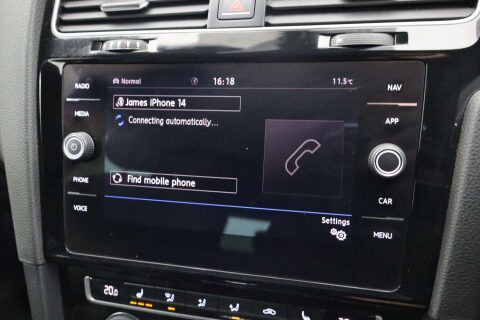 RADIO
MEDIA
PHONE
VOICE
Normal 16:18 11.5°C
James iPhone 14
Connecting automatically...
Find mobile phone
Settings
NAV
APP
CAR
MENU
20.0